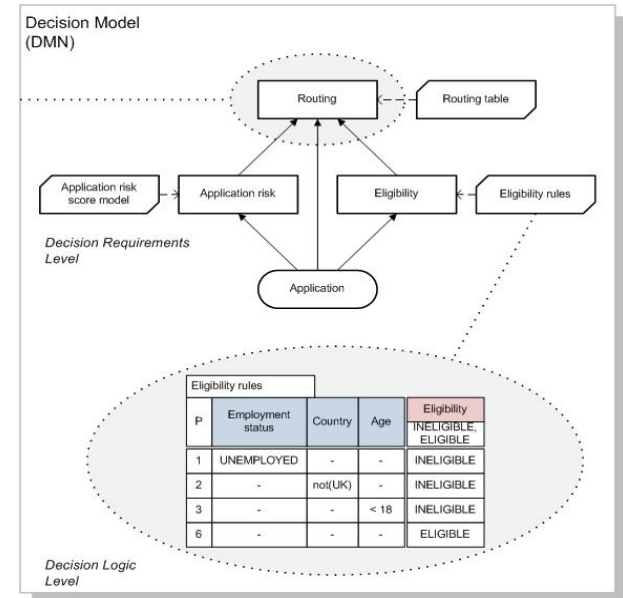 Decision Model
(DMN)
Routing
Routing table
Application risk
score model
Application risk
Eligibility
Eligibility rules
Decision Requirements
Level
Application
Eligibility rules
P
Employment
status
Country
Age
Eligibility
INELIGIBLE,
ELIGIBLE
1 UNEMPLOYED - - INELIGIBLE
2 - not(UK) - INELIGIBLE
3 - - < 18 INELIGIBLE
6 - - - ELIGIBLE
Decision Logic
Level